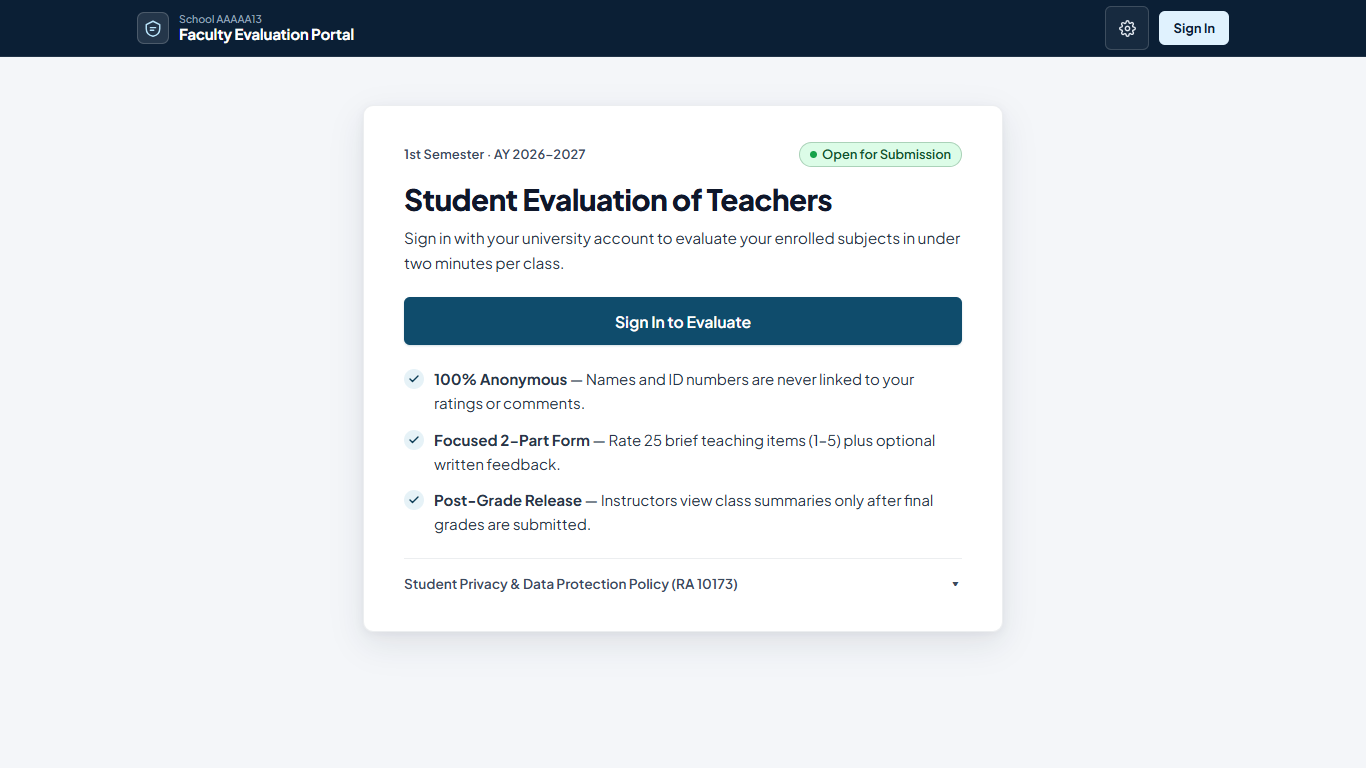 School AAAAA13
Faculty Evaluation Portal
Sign In
1st Semester · AY 2026–2027
Open for Submission
Student Evaluation of Teachers
Sign in with your university account to evaluate your enrolled subjects in under
two minutes per class.
Sign In to Evaluate
100% Anonymous — Names and ID numbers are never linked to your
ratings or comments.
Focused 2-Part Form — Rate 25 brief teaching items (1–5) plus optional
written feedback.
Post-Grade Release — Instructors view class summaries only after final
grades are submitted.
Student Privacy & Data Protection Policy (RA 10173)